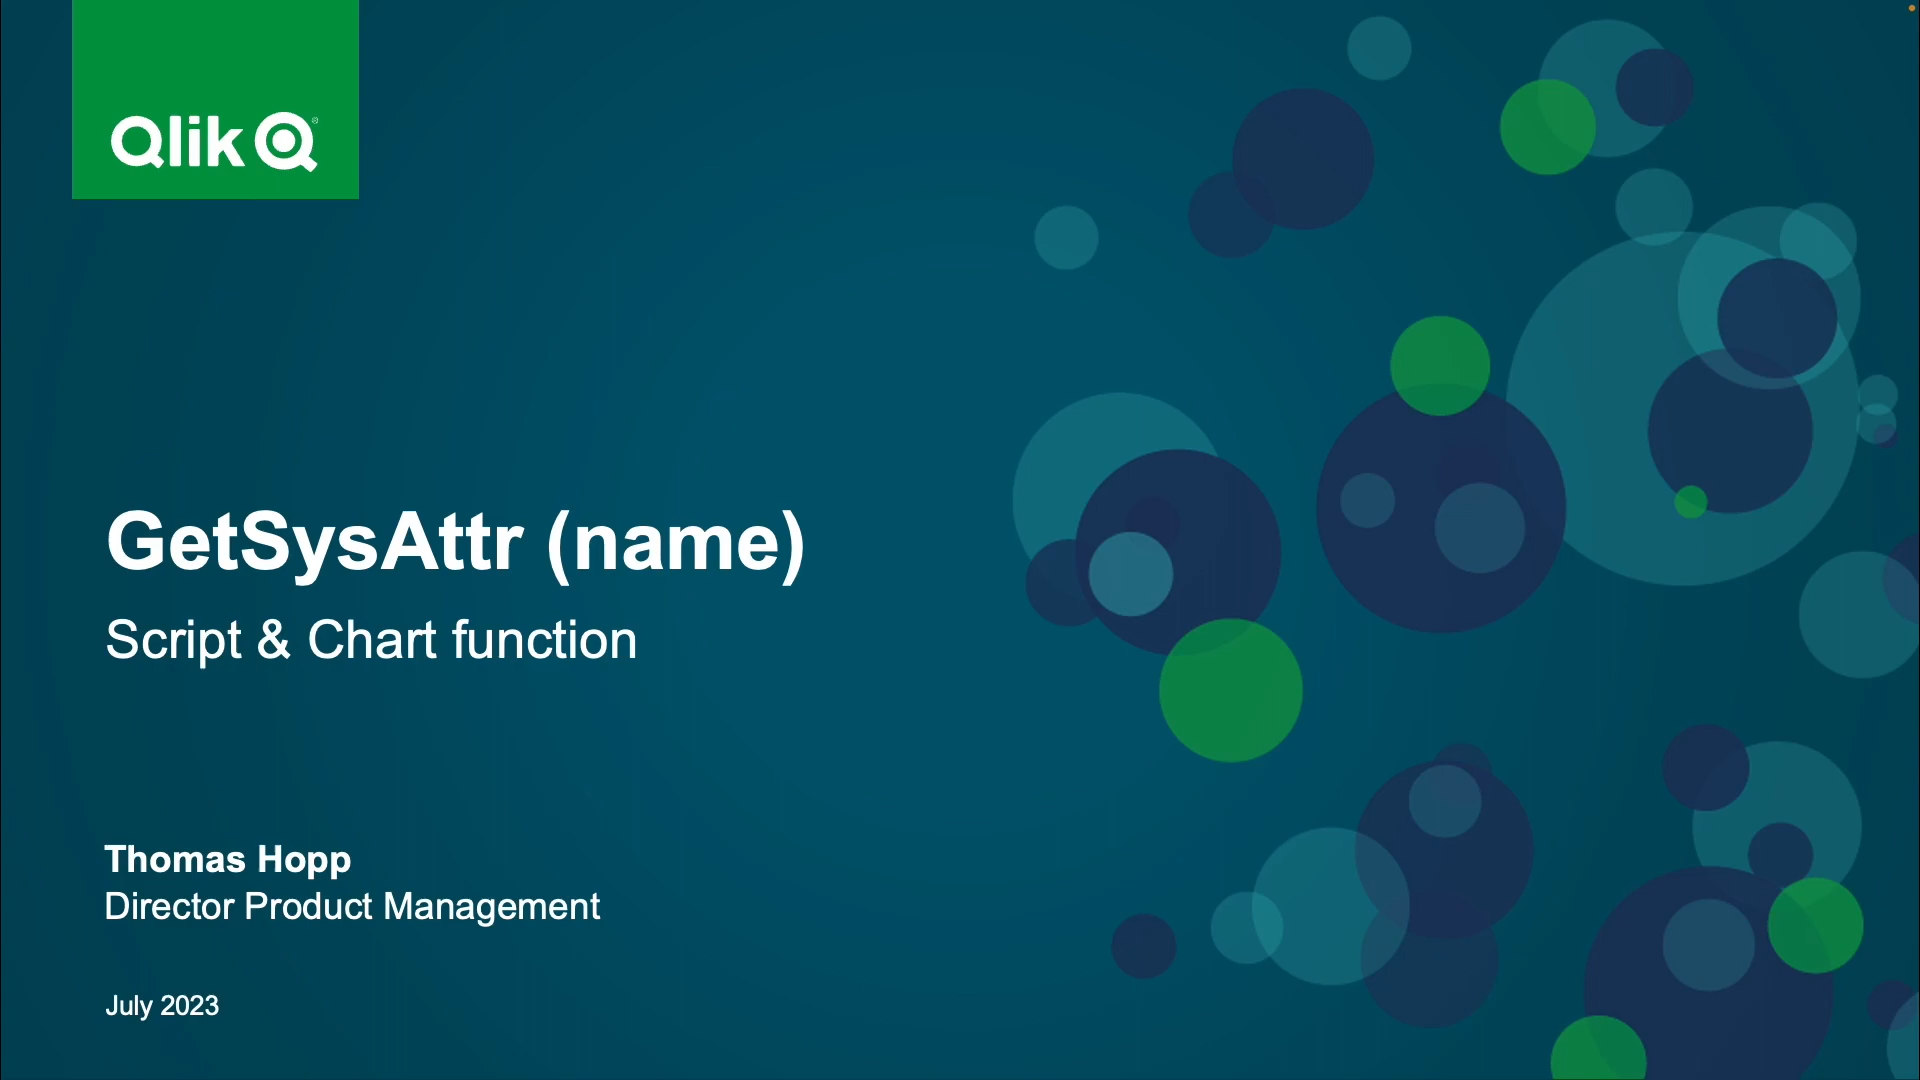 Qlik
GetSysAttr (name)
Script & Chart function
Thomas Hopp
Director Product Management
July 2023